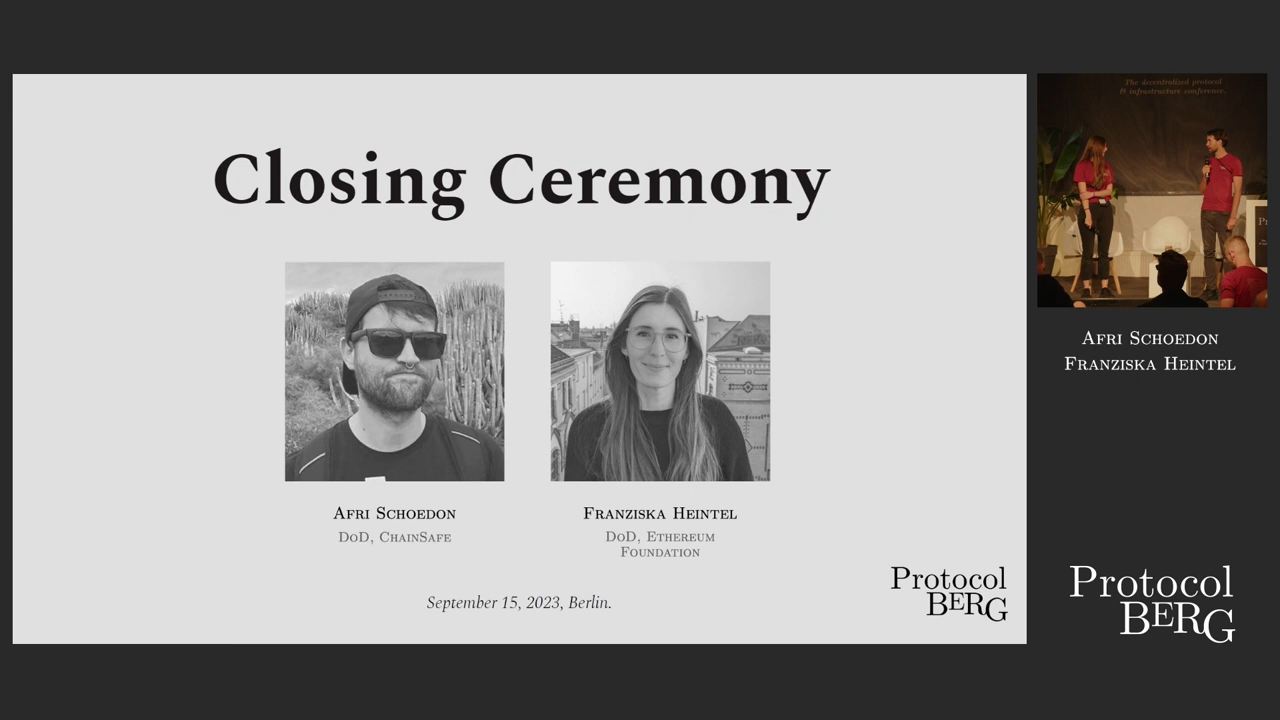 Closing Ceremony
Afri Schoedon
DoD, ChainSafe
Franziska Heintel
DoD, Ethereum
Foundation
September 15, 2023, Berlin.
Protocol
BERG
The decentralized protocol
& infrastructure conference.
Afri Schoedon
Franziska Heintel
Protocol
BERG